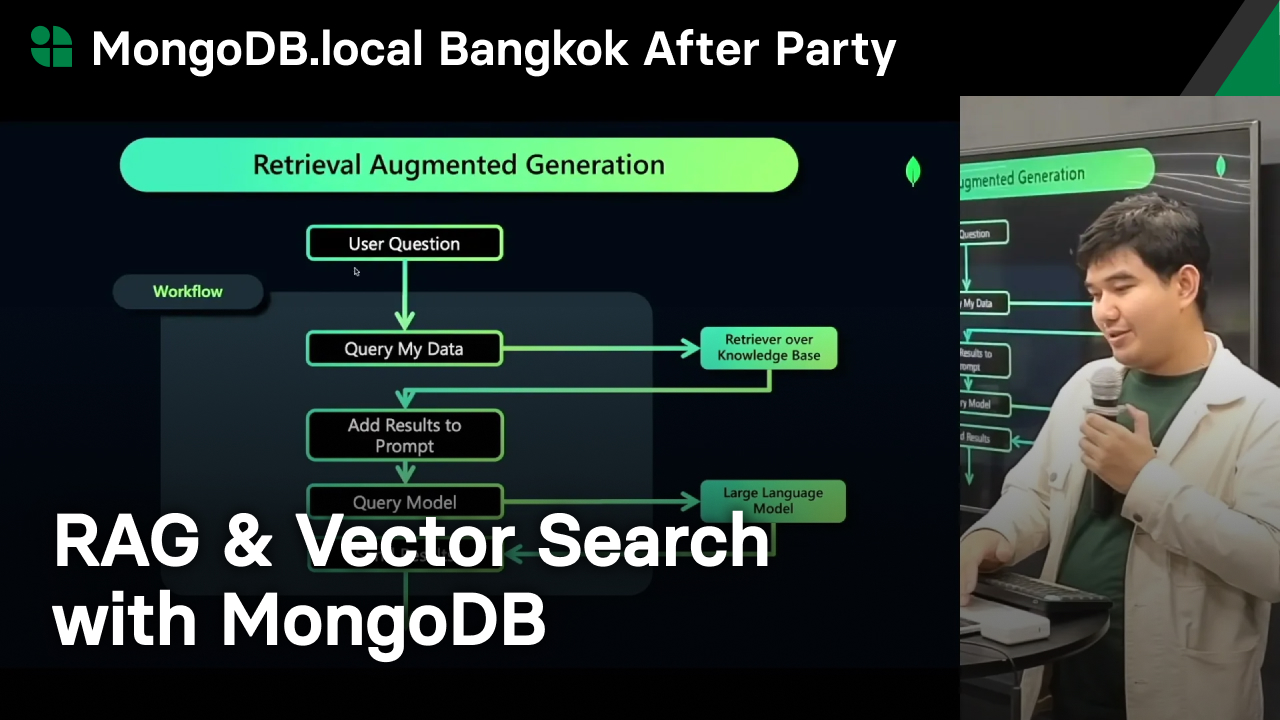 MongoDB.local Bangkok After Party
Retrieval Augmented Generation
User Question
Workflow
Query My Data
Retriever over
Knowledge Base
Add Results to
Prompt
Query Model
Large Language
Model
RAG & Vector Search
with MongoDB
ugmented Generation
Question
My Data
Results to
Model
Results